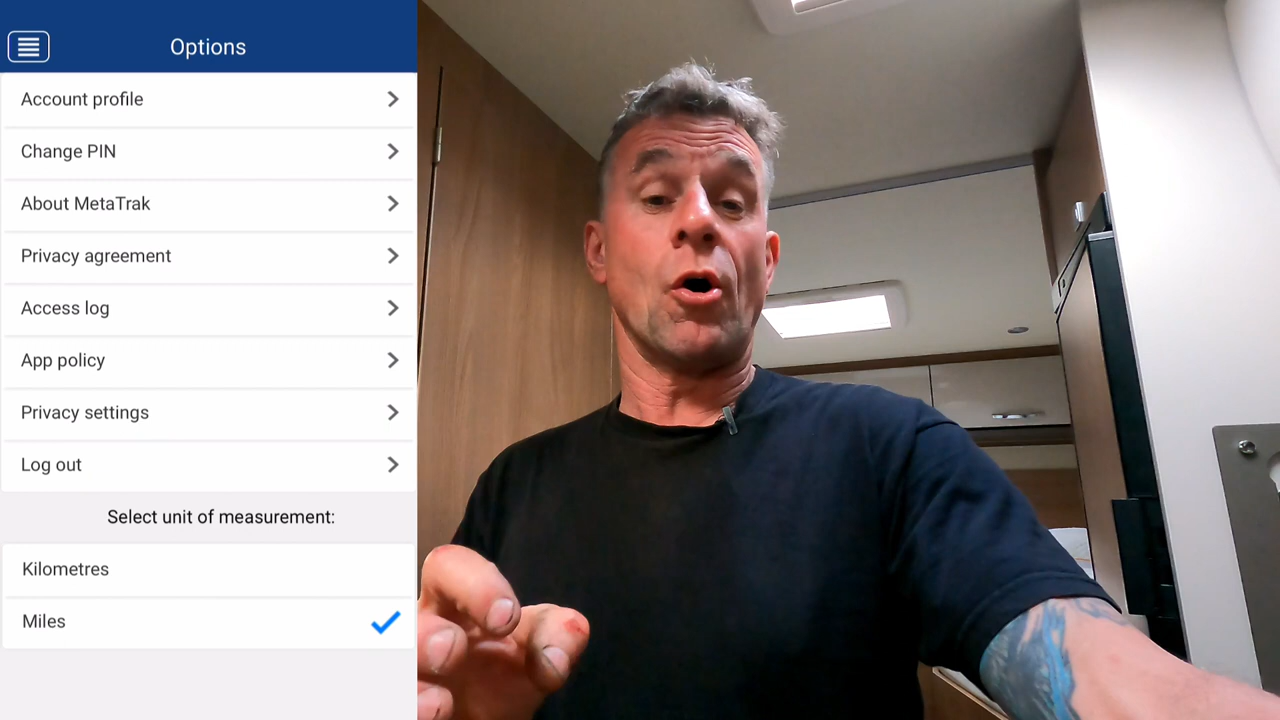 Options
Account profile
Change PIN
About MetaTrak
Privacy agreement
Access log
App policy
Privacy settings
Log out
Select unit of measurement:
Kilometres
Miles